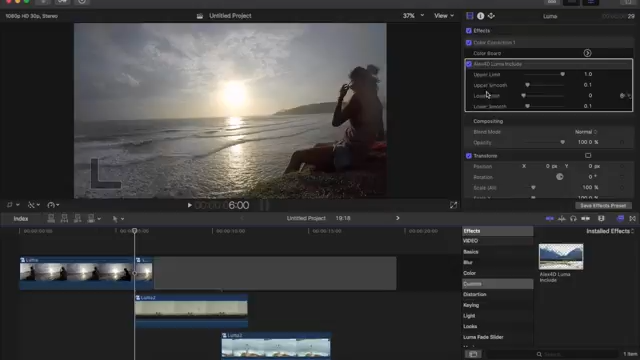 1080p HD 30p, Stereo
Untitled Project
37%
View
Luma
29
Effects
Color Correction 1
Color Board
Alex4D Luma Include
Upper Limit 1.0
Upper Smooth 0.1
0
Lower Smooth 0.1
Compositing
Blend Mode Normal
Opacity 100.0 %
Transform
Position X 0 px Y 0 px
Rotation 0 °
Scale (All) 100 %
6:00
Save Effects Preset
Index
Untitled Project
19:18
Effects
Installed Effects
VIDEO
Basics
Blur
Color
Custom
Distortion
Keying
Light
Looks
Luma Fade Slider
Alex4D Luma
Include
Luma
L...
Luma2
Luma3
Search
1 item